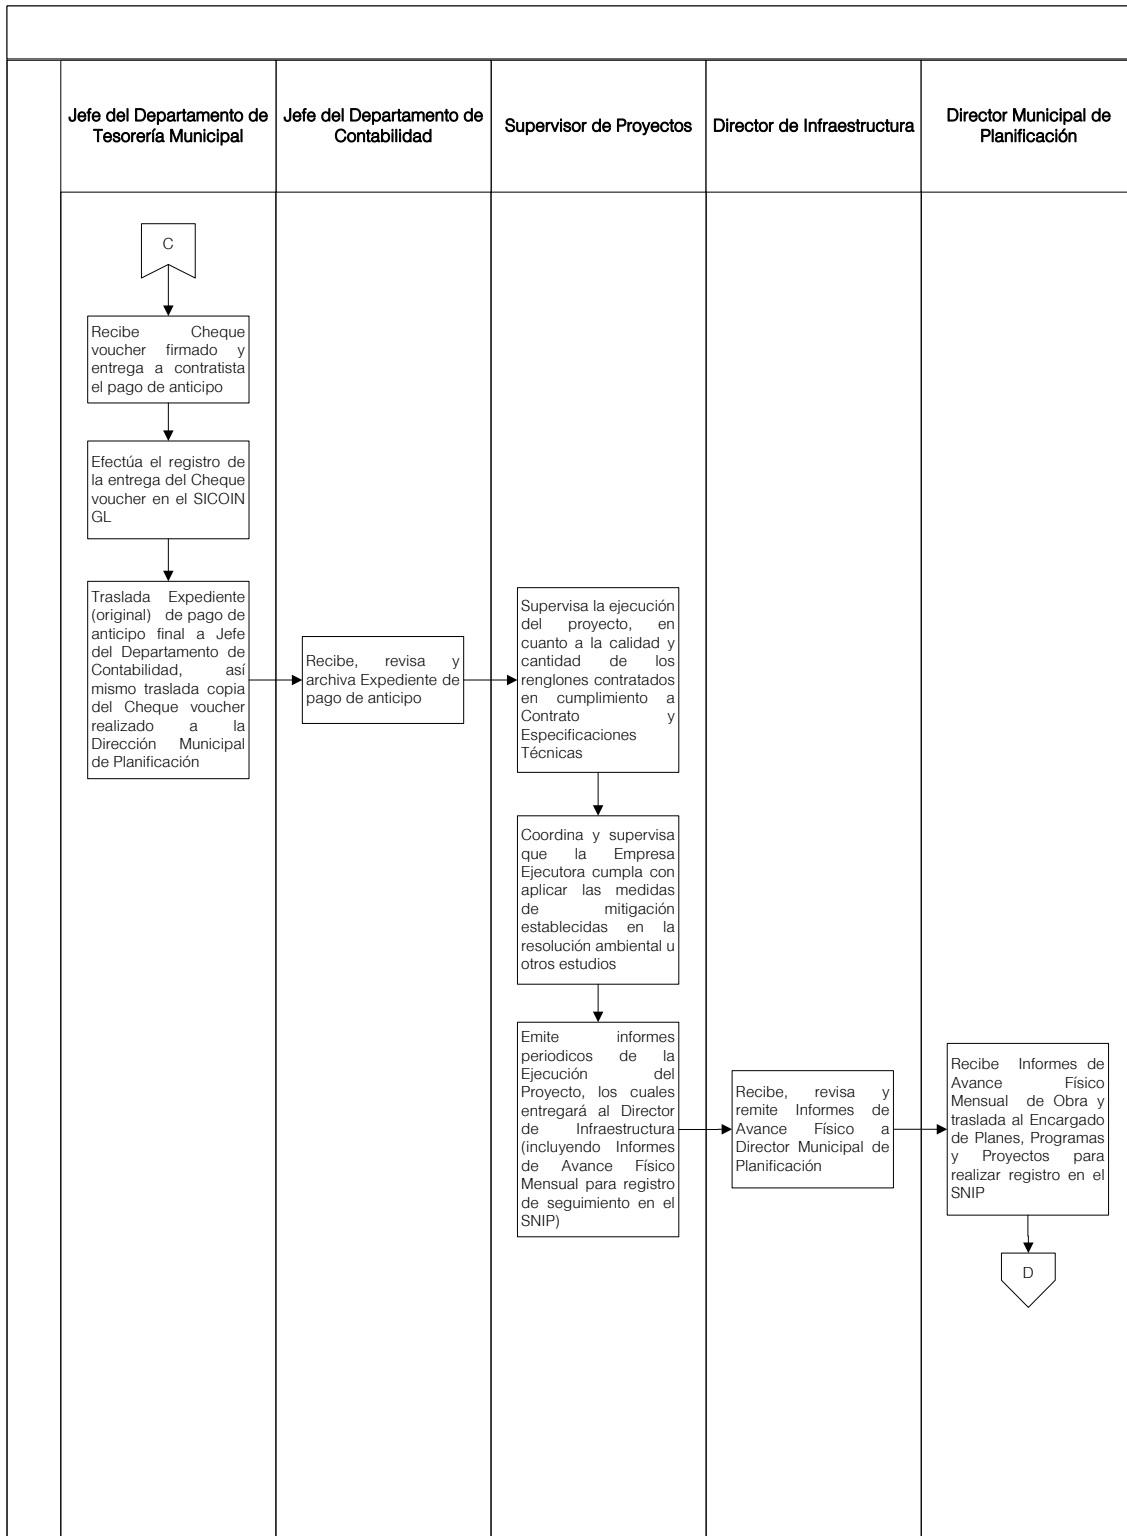 Jefe del Departamento de
Tesorería Municipal
Jefe del Departamento de
Contabilidad
Supervisor de Proyectos
Director de Infraestructura
Director Municipal de
Planificación
C
Recibe Cheque
voucher firmado y
entrega a contratista
el pago de anticipo
Efectúa el registro de
la entrega del Cheque
voucher en el SICOIN
GL
Traslada Expediente
(original) de pago de
anticipo final a Jefe
del Departamento de
Contabilidad, así
mismo traslada copia
del Cheque voucher
realizado a la
Dirección Municipal
de Planificación
Recibe, revisa y
archiva Expediente de
pago de anticipo
Supervisa la ejecución
del proyecto, en
cuanto a la calidad y
cantidad de los
renglones contratados
en cumplimiento a
Contrato y
Especificaciones
Técnicas
Coordina y supervisa
que la Empresa
Ejecutora cumpla con
aplicar las medidas
de mitigación
establecidas en la
resolución ambiental u
otros estudios
Emite informes
periodicos de la
Ejecución del
Proyecto, los cuales
entregará al Director
de Infraestructura
(incluyendo Informes
de Avance Físico
Mensual para registro
de seguimiento en el
SNIP)
Recibe, revisa y
remite Informes de
Avance Físico a
Director Municipal de
Planificación
Recibe Informes de
Avance Físico
Mensual de Obra y
traslada al Encargado
de Planes, Programas
y Proyectos para
realizar registro en el
SNIP
D